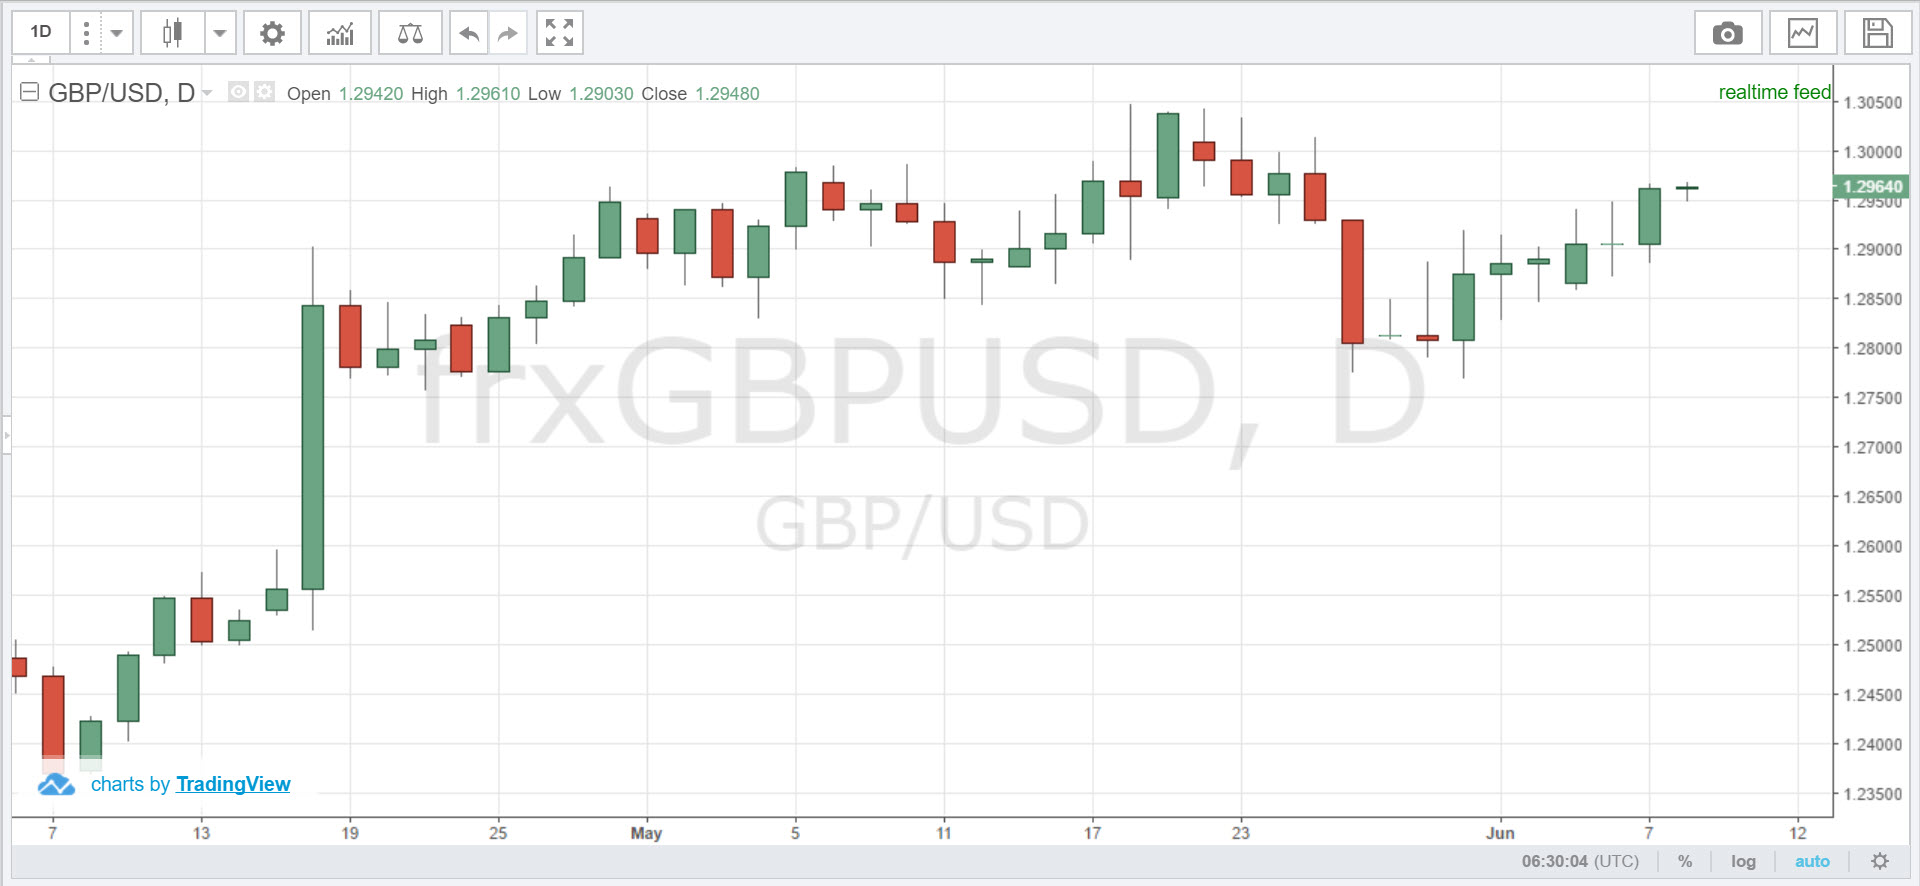 1D
GBP/USD, D Open 1.29420 High 1.29610 Low 1.29030 Close 1.29480
realtime feed
1.30500
1.30000
1.29640
1.29500
1.29000
1.28500
1.28000
1.27500
1.27000
1.26500
1.26000
1.25500
1.25000
1.24500
1.24000
1.23500
frxGBPUSD, D
GBP/USD
charts by TradingView
7 13 19 25 May 5 11 17 23 Jun 7 12
06:30:04 (UTC) % log auto